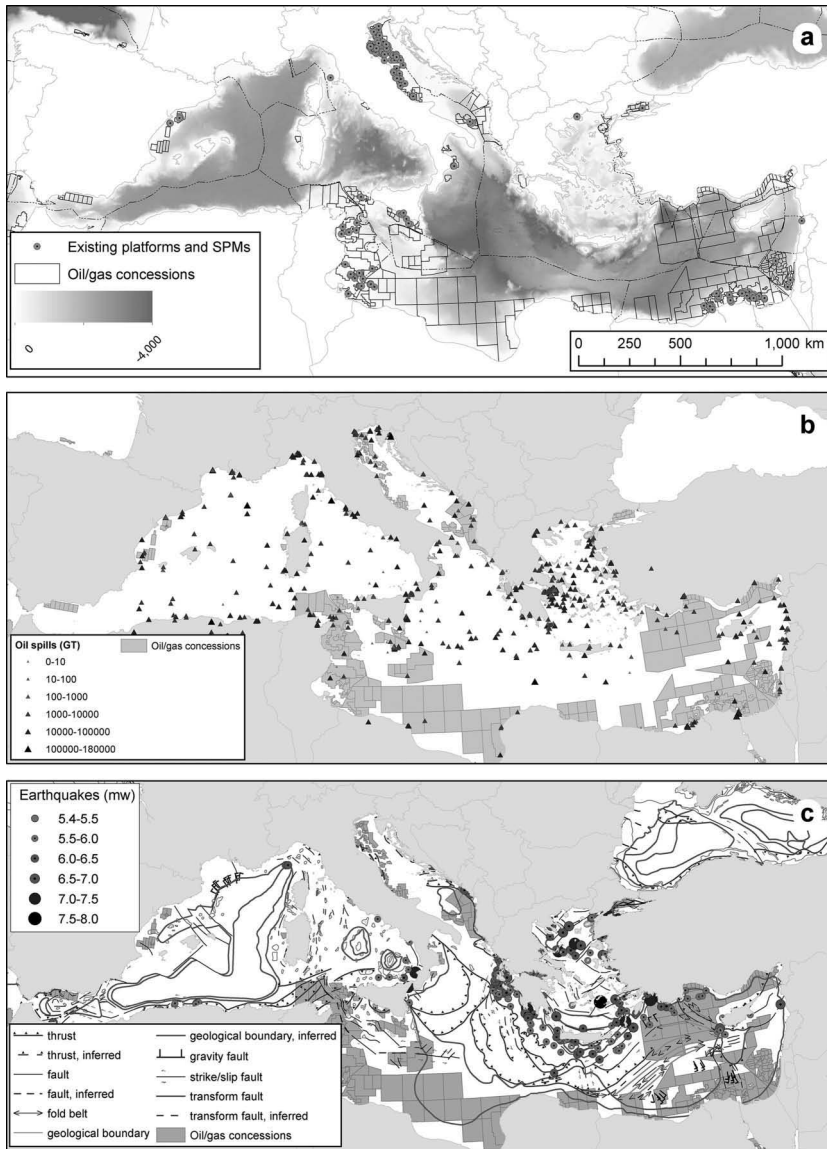 a
Existing platforms and SPMs
Oil/gas concessions
0
-4,000
0 250 500 1,000 km
b
Oil spills (GT)
Oil/gas concessions
0-10
10-100
100-1000
1000-10000
10000-100000
100000-180000
c
Earthquakes (mw)
5.4-5.5
5.5-6.0
6.0-6.5
6.5-7.0
7.0-7.5
7.5-8.0
thrust
thrust, inferred
fault
fault, inferred
fold belt
geological boundary
geological boundary, inferred
gravity fault
strike/slip fault
transform fault
transform fault, inferred
Oil/gas concessions